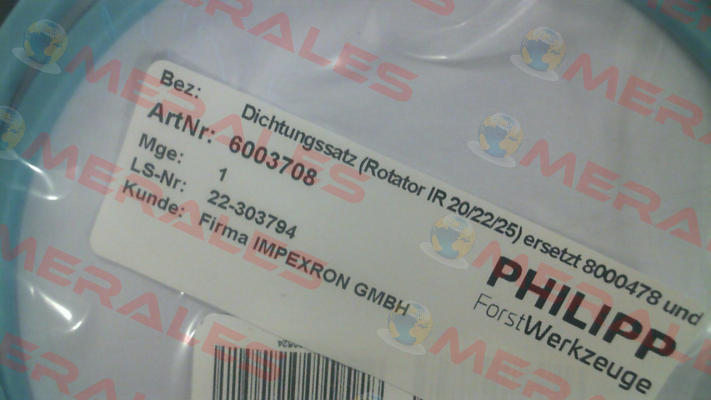 Bez: Dichtungssatz (Rotator IR 20/22/25) ersetzt 8000478 und
ArtNr: 6003708
Mge: 1
LS-Nr: 22-303794
Kunde: Firma IMPEXRON GMBH
PHILIPP
ForstWerkzeuge
MERALES